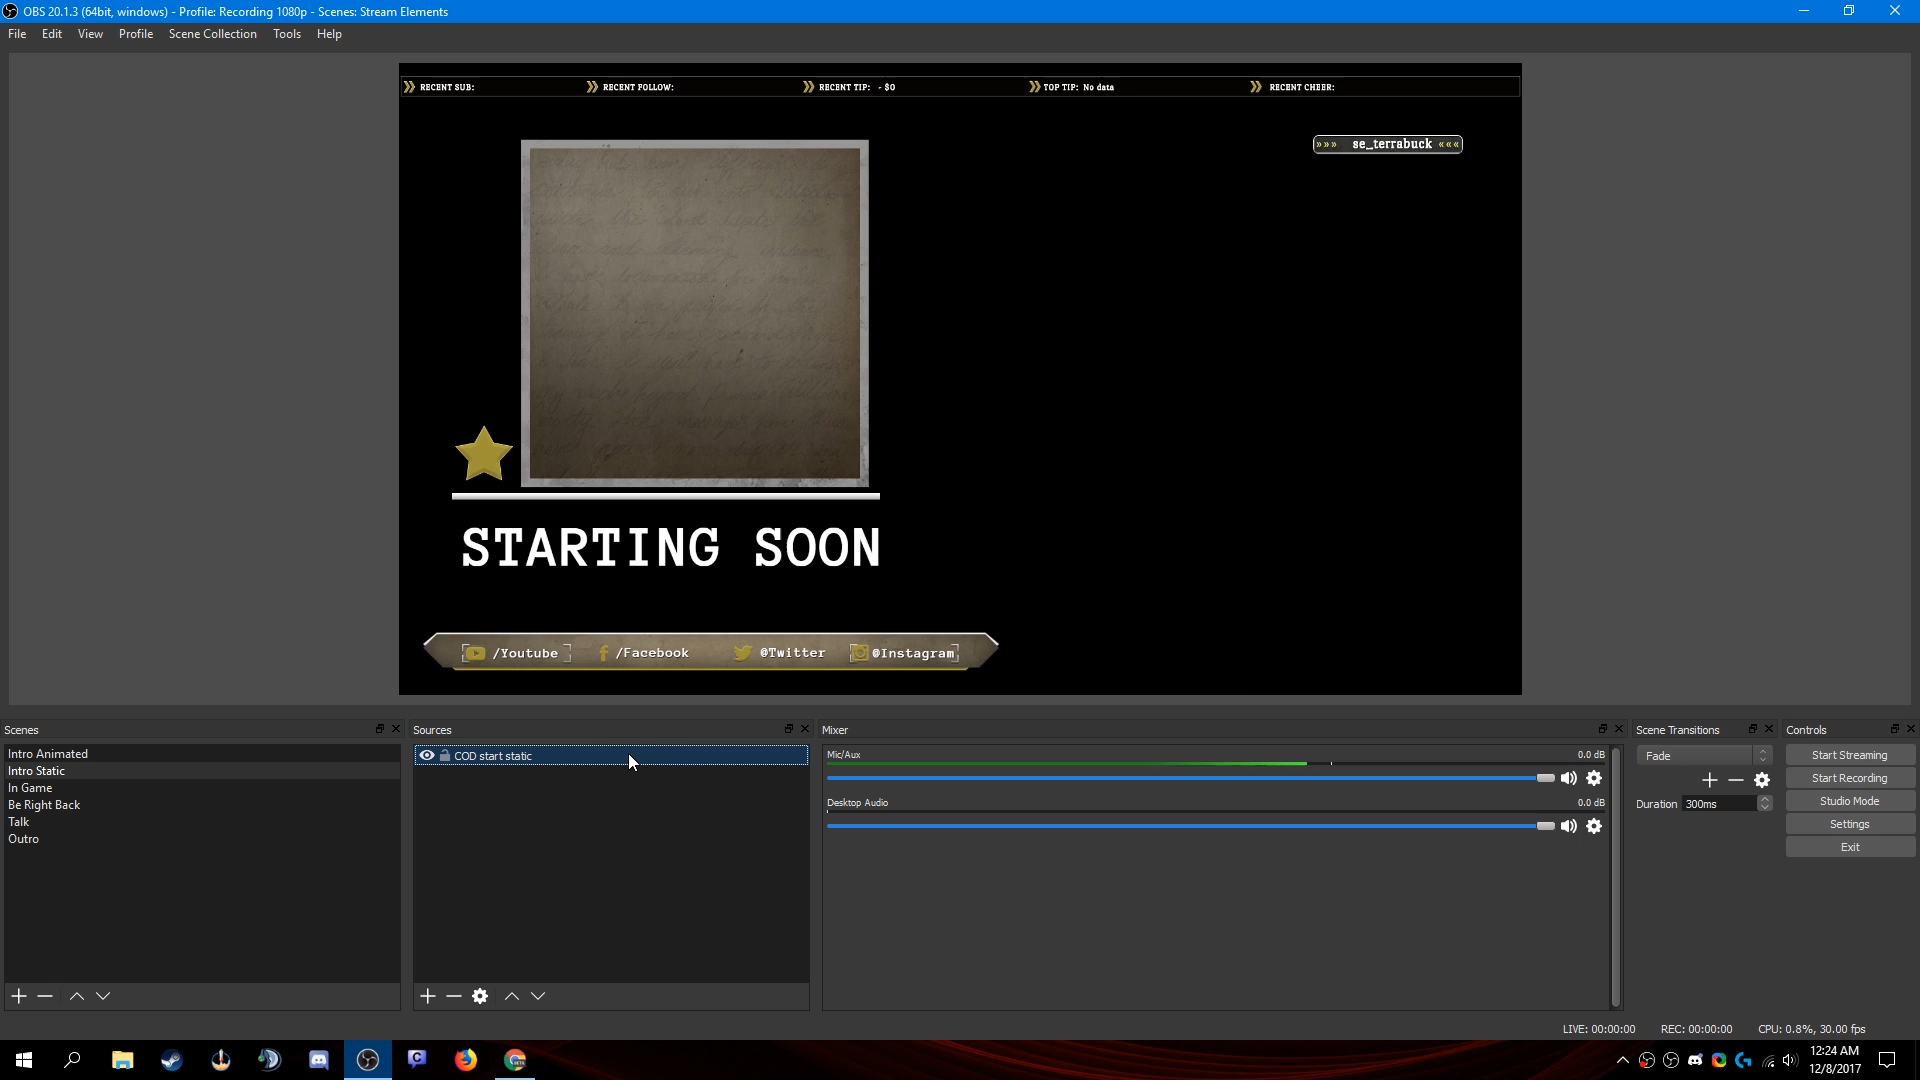 OBS 20.1.3 (64bit, windows) - Profile: Recording 1080p - Scenes: Stream Elements
File Edit View Profile Scene Collection Tools Help
RECENT SUB: RECENT FOLLOW: RECENT TIP: - $0 TOP TIP: No data RECENT CHEER:
»»» se_terrabuck «««
STARTING SOON
/Youtube /Facebook @Twitter @Instagram
Scenes
Intro Animated
Intro Static
In Game
Be Right Back
Talk
Outro
Sources
COD start static
Mixer
Mic/Aux 0.0 dB
Desktop Audio 0.0 dB
Scene Transitions
Fade
Duration 300ms
Controls
Start Streaming
Start Recording
Studio Mode
Settings
Exit
LIVE: 00:00:00 REC: 00:00:00 CPU: 0.8%, 30.00 fps
12:24 AM
12/8/2017